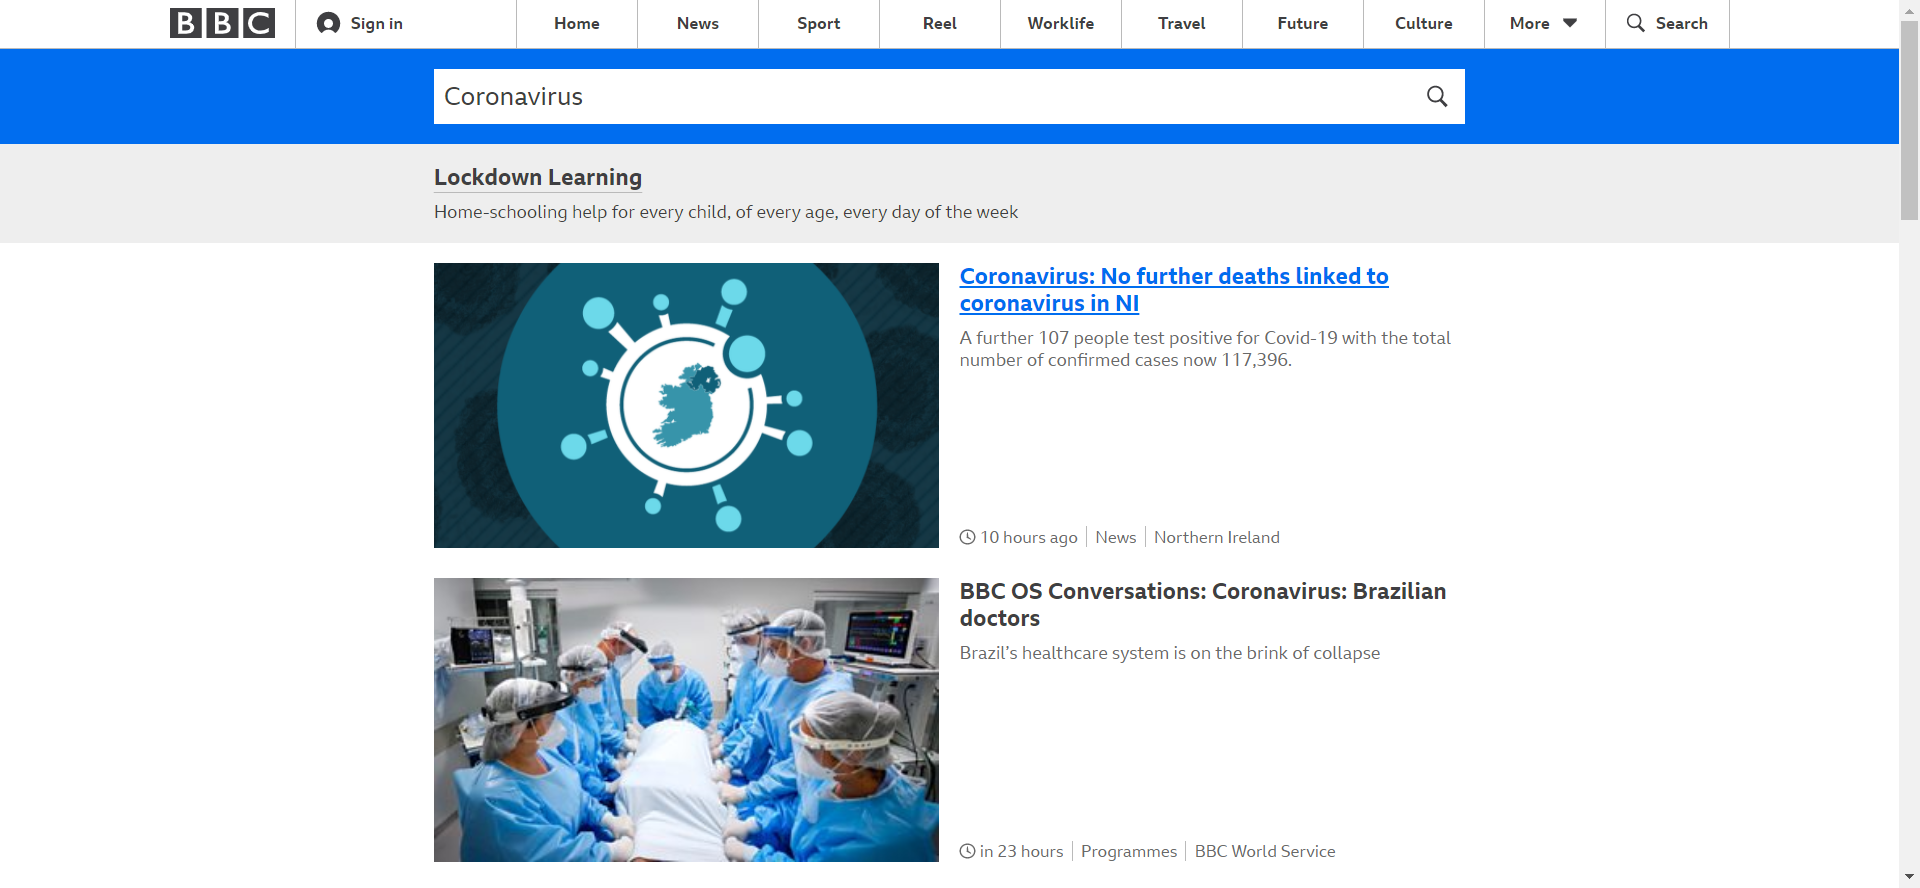 BBC
Sign in
Home
News
Sport
Reel
Worklife
Travel
Future
Culture
More
Search
Coronavirus
Lockdown Learning
Home-schooling help for every child, of every age, every day of the week
Coronavirus: No further deaths linked to
coronavirus in NI
A further 107 people test positive for Covid-19 with the total
number of confirmed cases now 117,396.
10 hours ago
News
Northern Ireland
BBC OS Conversations: Coronavirus: Brazilian
doctors
Brazil's healthcare system is on the brink of collapse
in 23 hours
Programmes
BBC World Service